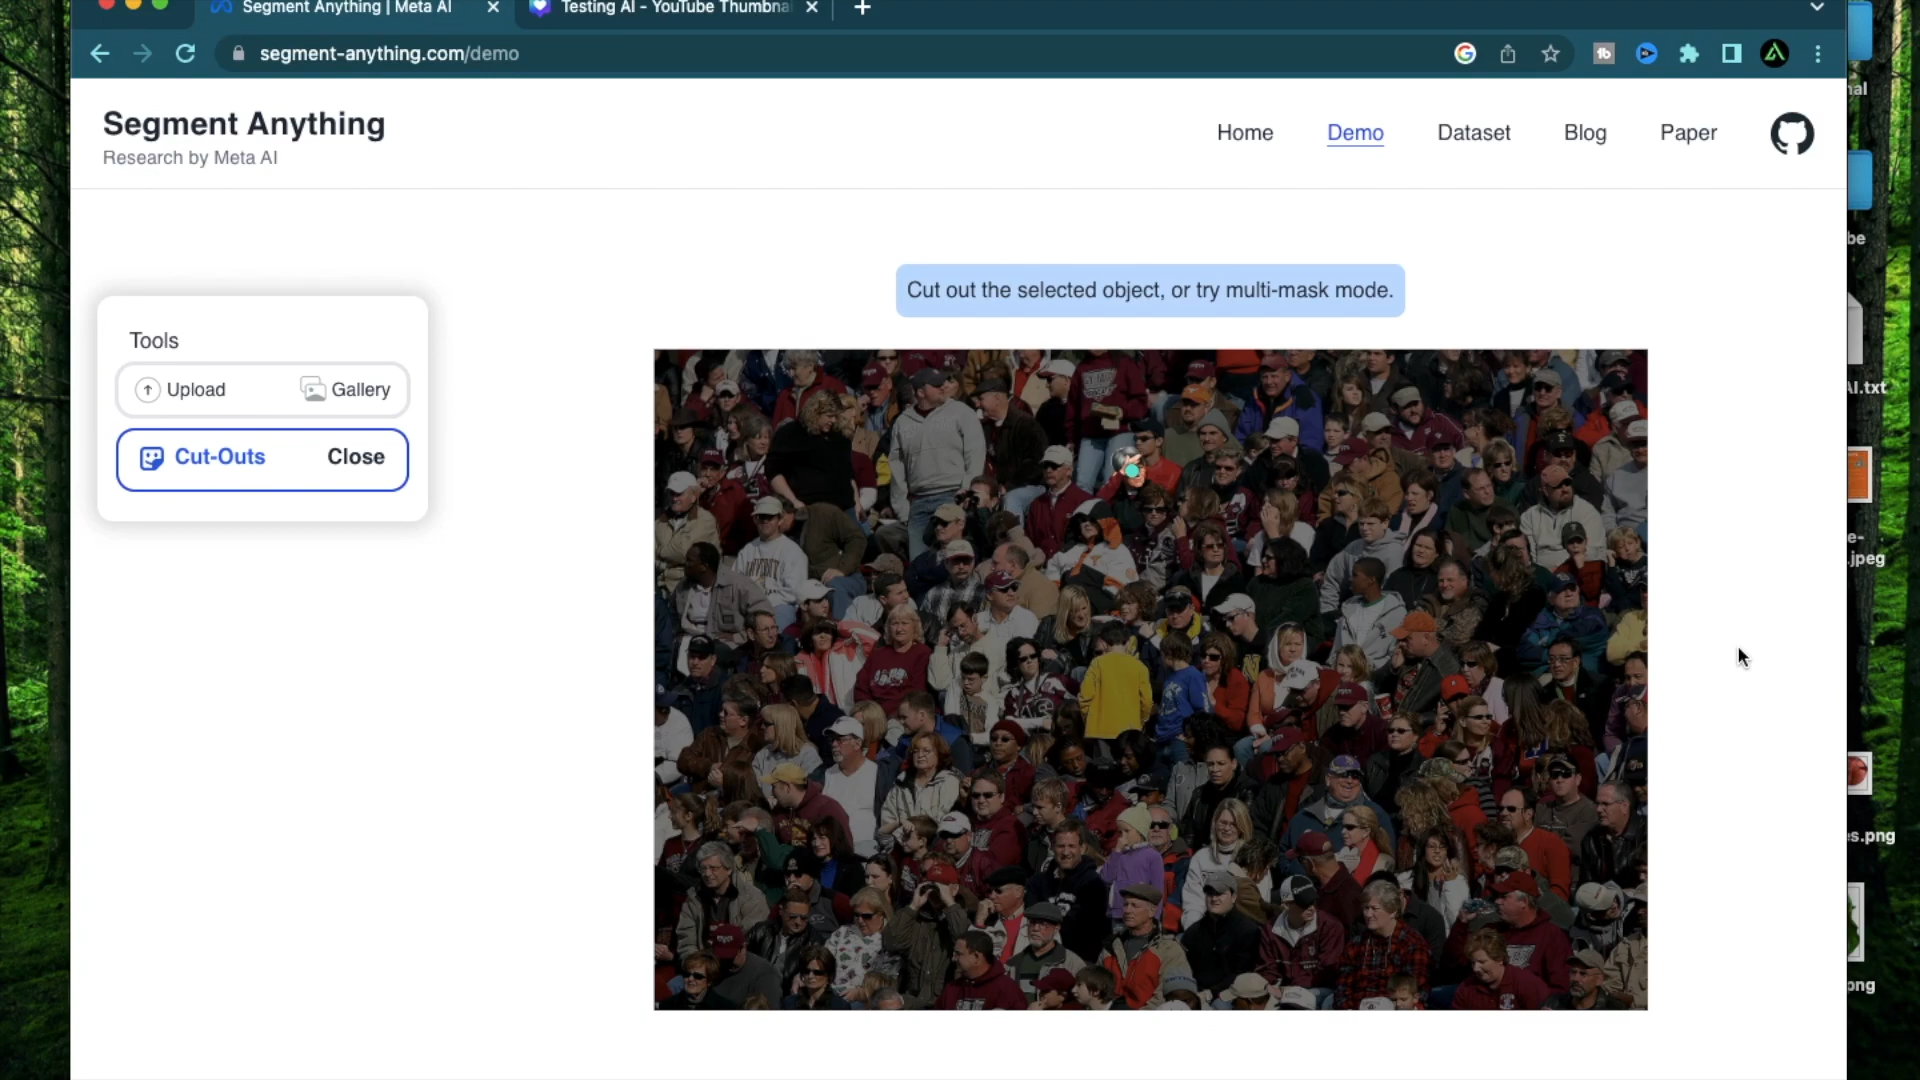 Segment Anything | Meta AI
Testing AI - YouTube Thumbna
segment-anything.com/demo
Segment Anything
Research by Meta AI
Home
Demo
Dataset
Blog
Paper
Cut out the selected object, or try multi-mask mode.
Tools
Upload
Gallery
Cut-Outs
Close
nal
be
AI.txt
e-
.jpeg
s.png
png